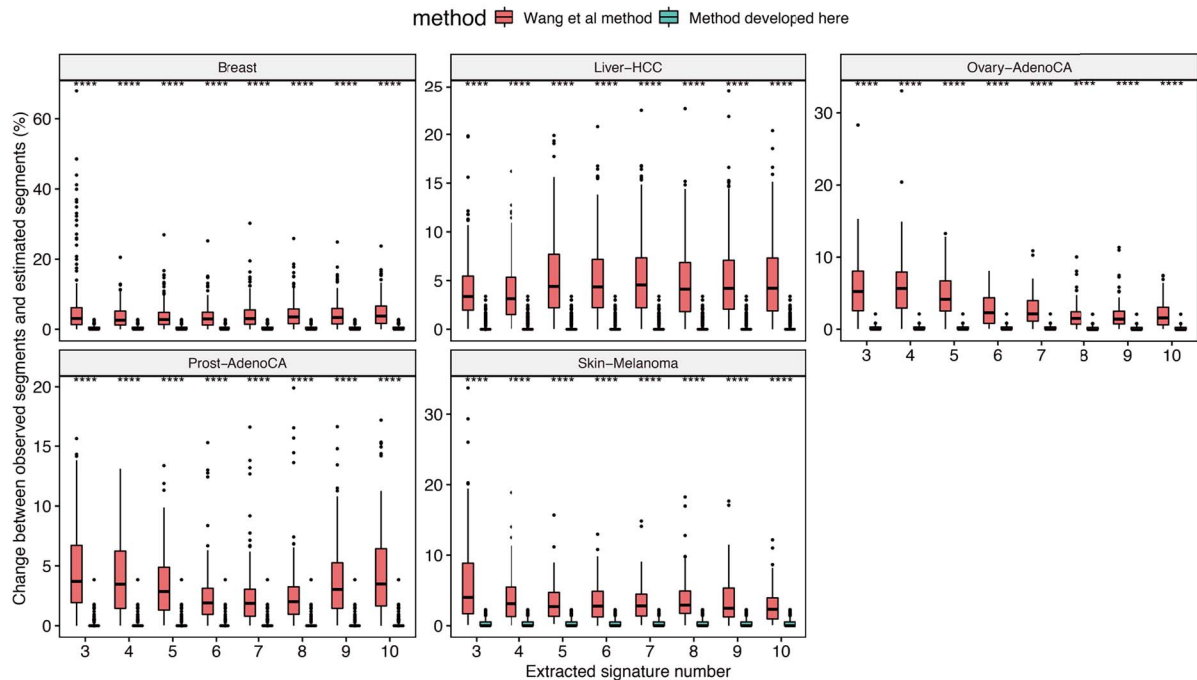 method Wang et al method Method developed here
Change between observed segments and estimated segments (%)
Breast
**** **** **** **** **** **** **** ****
60
40
20
0
Liver-HCC
**** **** **** **** **** **** **** ****
25
20
15
10
5
0
Ovary-AdenoCA
**** **** **** **** **** **** **** ****
30
20
10
0
3 4 5 6 7 8 9 10
Prost-AdenoCA
**** **** **** **** **** **** **** ****
20
15
10
5
0
3 4 5 6 7 8 9 10
Skin-Melanoma
**** **** **** **** **** **** **** ****
30
20
10
0
3 4 5 6 7 8 9 10
Extracted signature number